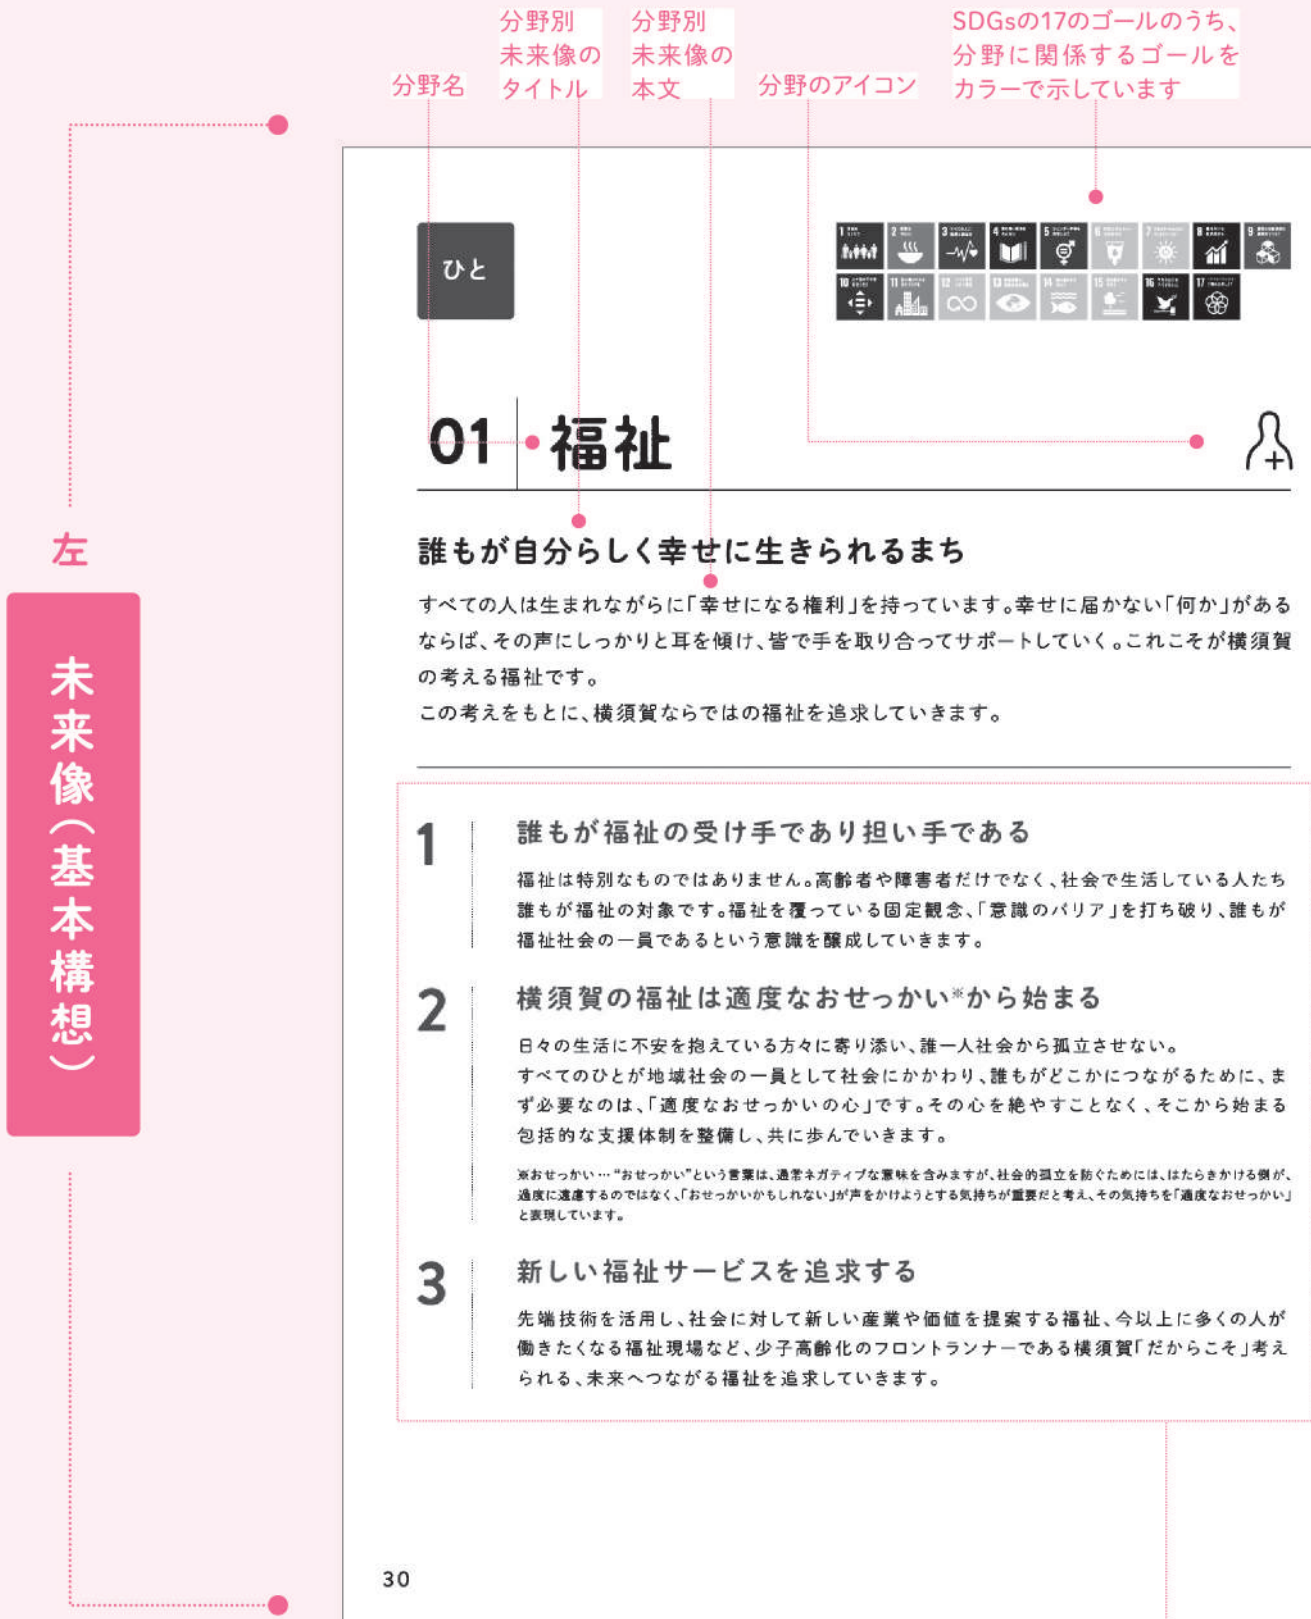 分野名
分野別
未来像の
タイトル
分野別
未来像の
本文
分野のアイコン
SDGsの17のゴールのうち、
分野に関係するゴールを
カラーで示しています
左
未来像（基本構想）
ひと
1
2
3
4
5
6
7
8
9
10
11
12
13
14
15
16
17
01 福祉
誰もが自分らしく幸せに生きられるまち
すべての人は生まれながらに「幸せになる権利」を持っています。幸せに届かない「何か」がある
ならば、その声にしっかりと耳を傾け、皆で手を取り合ってサポートしていく。これこそが横須賀
の考える福祉です。
この考えをもとに、横須賀ならではの福祉を追求していきます。
1 誰もが福祉の受け手であり担い手である
福祉は特別なものではありません。高齢者や障害者だけでなく、社会で生活している人たち
誰もが福祉の対象です。福祉を覆っている固定観念、「意識のバリア」を打ち破り、誰もが
福祉社会の一員であるという意識を醸成していきます。
2 横須賀の福祉は適度なおせっかい※から始まる
日々の生活に不安を抱えている方々に寄り添い、誰一人社会から孤立させない。
すべてのひとが地域社会の一員として社会にかかわり、誰もがどこかにつながるために、ま
ず必要なのは、「適度なおせっかいの心」です。その心を絶やすことなく、そこから始まる
包括的な支援体制を整備し、共に歩んでいきます。
※おせっかい…“おせっかい”という言葉は、通常ネガティブな意味を含みますが、社会的孤立を防ぐためには、はたらきかける側が、
過度に遠慮するのではなく、「おせっかいかもしれない」が声をかけようとする気持ちが重要だと考え、その気持ちを「適度なおせっかい」
と表現しています。
3 新しい福祉サービスを追求する
先端技術を活用し、社会に対して新しい産業や価値を提案する福祉、今以上に多くの人が
働きたくなる福祉現場など、少子高齢化のフロントランナーである横須賀「だからこそ」考え
られる、未来へつながる福祉を追求していきます。
30